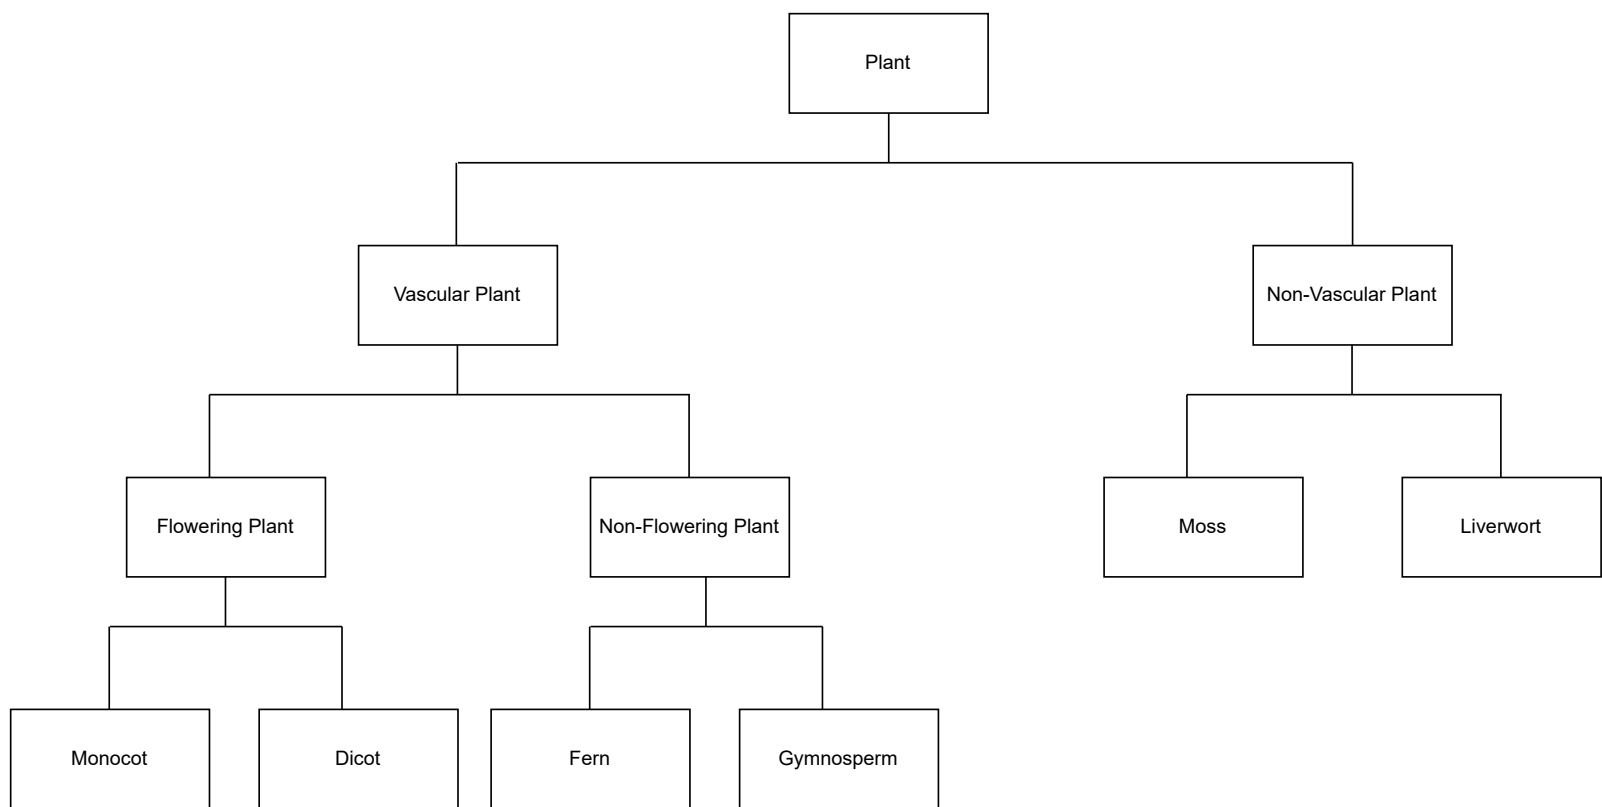 Plant
Vascular Plant
Non-Vascular Plant
Flowering Plant
Non-Flowering Plant
Moss
Liverwort
Monocot
Dicot
Fern
Gymnosperm